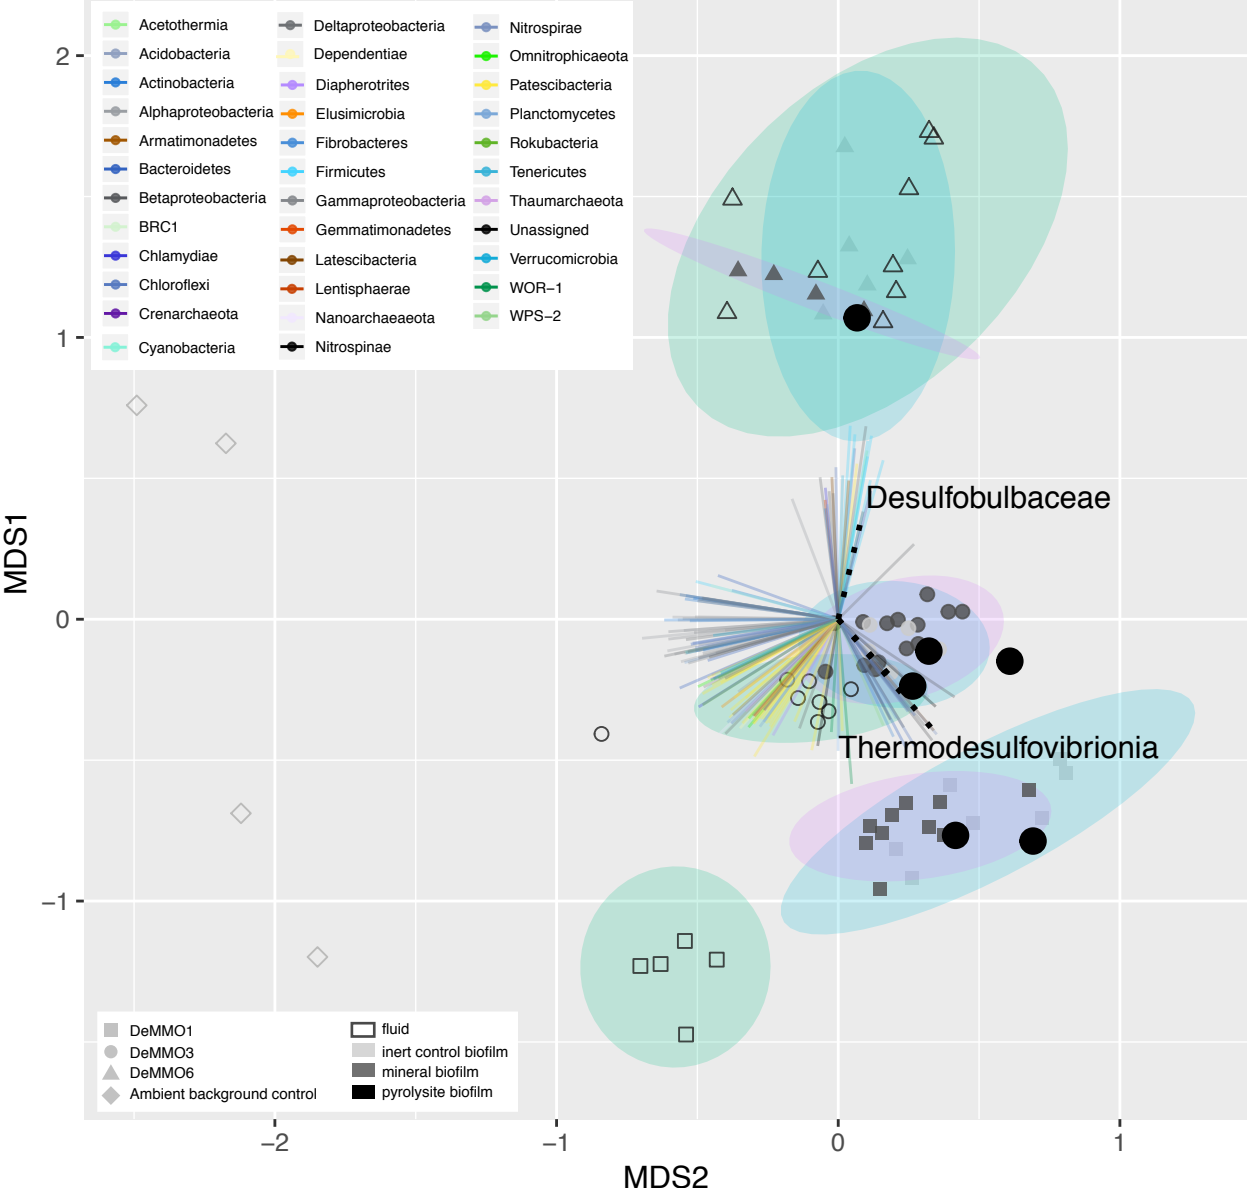 Acetothermia
Acidobacteria
Actinobacteria
Alphaproteobacteria
Armatimonadetes
Bacteroidetes
Betaproteobacteria
BRC1
Chlamydiae
Chloroflexi
Crenarchaeota
Cyanobacteria
Deltaproteobacteria
Dependentiae
Diapherotrites
Elusimicrobia
Fibrobacteres
Firmicutes
Gammaproteobacteria
Gemmatimonadetes
Latescibacteria
Lentisphaerae
Nanoarchaeaeota
Nitrospinae
Nitrospirae
Omnitrophicaeota
Patescibacteria
Planctomycetes
Rokubacteria
Tenericutes
Thaumarchaeota
Unassigned
Verrucomicrobia
WOR−1
WPS−2
2
1
0
−1
MDS1
Desulfobulbaceae
Thermodesulfovibrionia
DeMMO1
DeMMO3
DeMMO6
Ambient background control
fluid
inert control biofilm
mineral biofilm
pyrolysite biofilm
−2
−1
0
1
MDS2